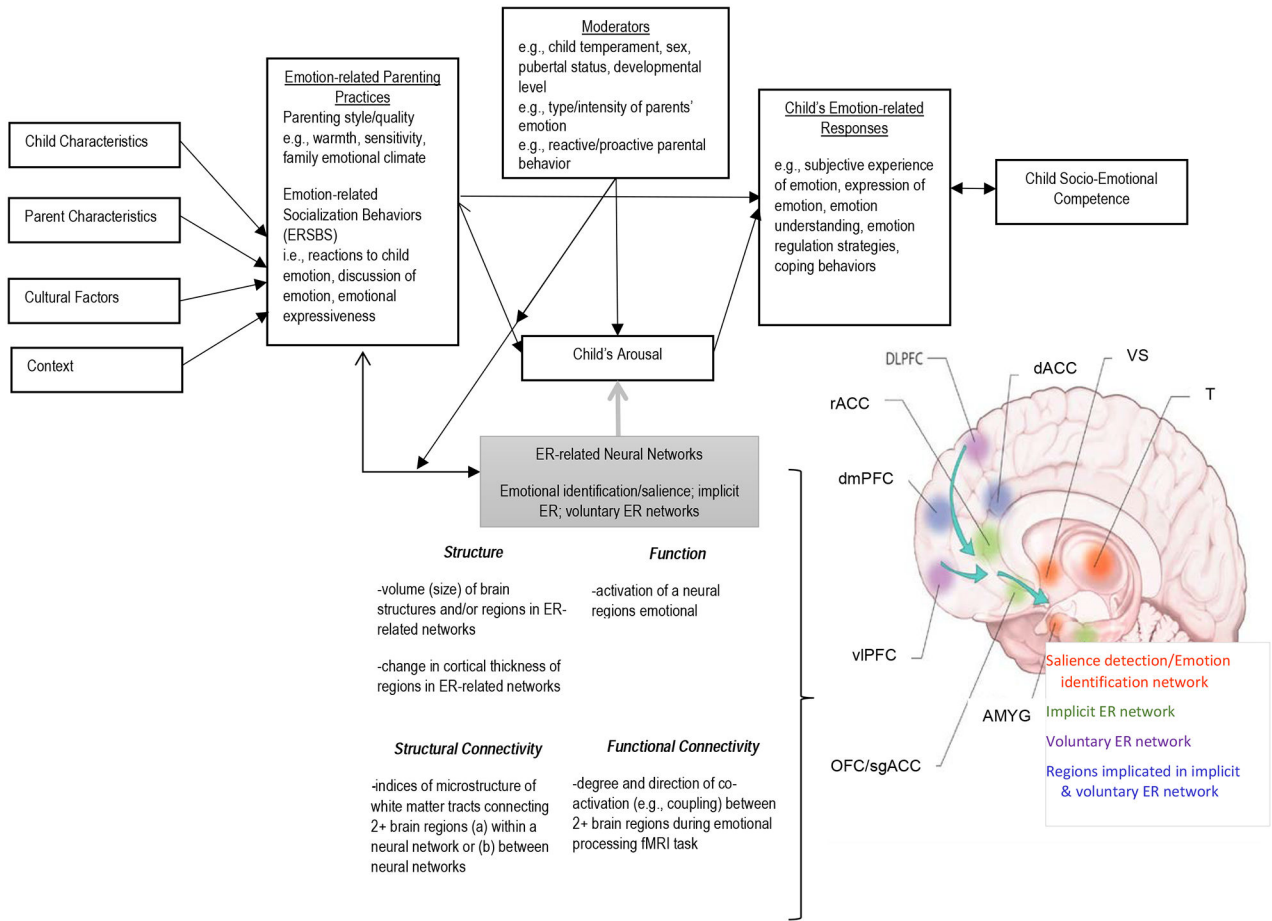 Moderators
e.g., child temperament, sex,
pubertal status, developmental
level
e.g., type/intensity of parents'
emotion
e.g., reactive/proactive parental
behavior
Emotion-related Parenting
Practices
Parenting style/quality
e.g., warmth, sensitivity,
family emotional climate
Emotion-related
Socialization Behaviors
(ERSBS)
i.e., reactions to child
emotion, discussion of
emotion, emotional
expressiveness
Child's Emotion-related
Responses
e.g., subjective experience
of emotion, expression of
emotion, emotion
understanding, emotion
regulation strategies,
coping behaviors
Child Characteristics
Parent Characteristics
Cultural Factors
Context
Child Socio-Emotional
Competence
Child's Arousal
ER-related Neural Networks
Emotional identification/salience; implicit
ER; voluntary ER networks
Structure
-volume (size) of brain
structures and/or regions in ER-
related networks
-change in cortical thickness of
regions in ER-related networks
Function
-activation of a neural
regions emotional
Structural Connectivity
-indices of microstructure of
white matter tracts connecting
2+ brain regions (a) within a
neural network or (b) between
neural networks
Functional Connectivity
-degree and direction of co-
activation (e.g., coupling) between
2+ brain regions during emotional
processing fMRI task
DLPFC
dACC
VS
T
rACC
dmPFC
vlPFC
AMYG
OFC/sgACC
Salience detection/Emotion
identification network
Implicit ER network
Voluntary ER network
Regions implicated in implicit
& voluntary ER network